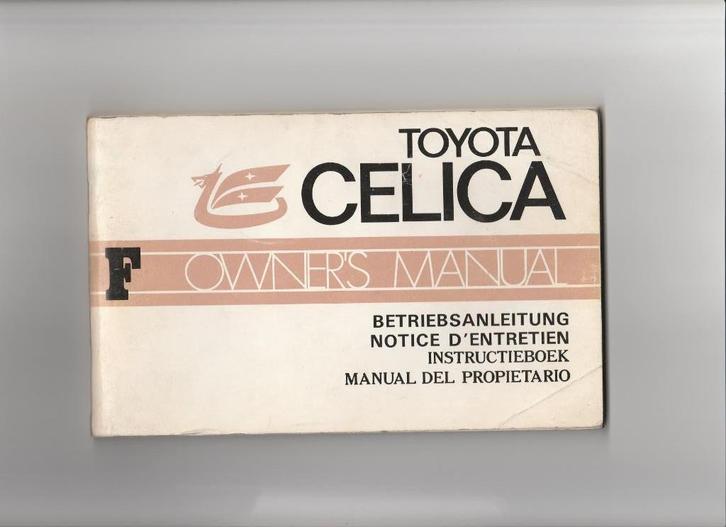 TOYOTA
CELICA
F OWNER'S MANUAL
BETRIEBSANLEITUNG
NOTICE D'ENTRETIEN
INSTRUCTIEBOEK
MANUAL DEL PROPIETARIO